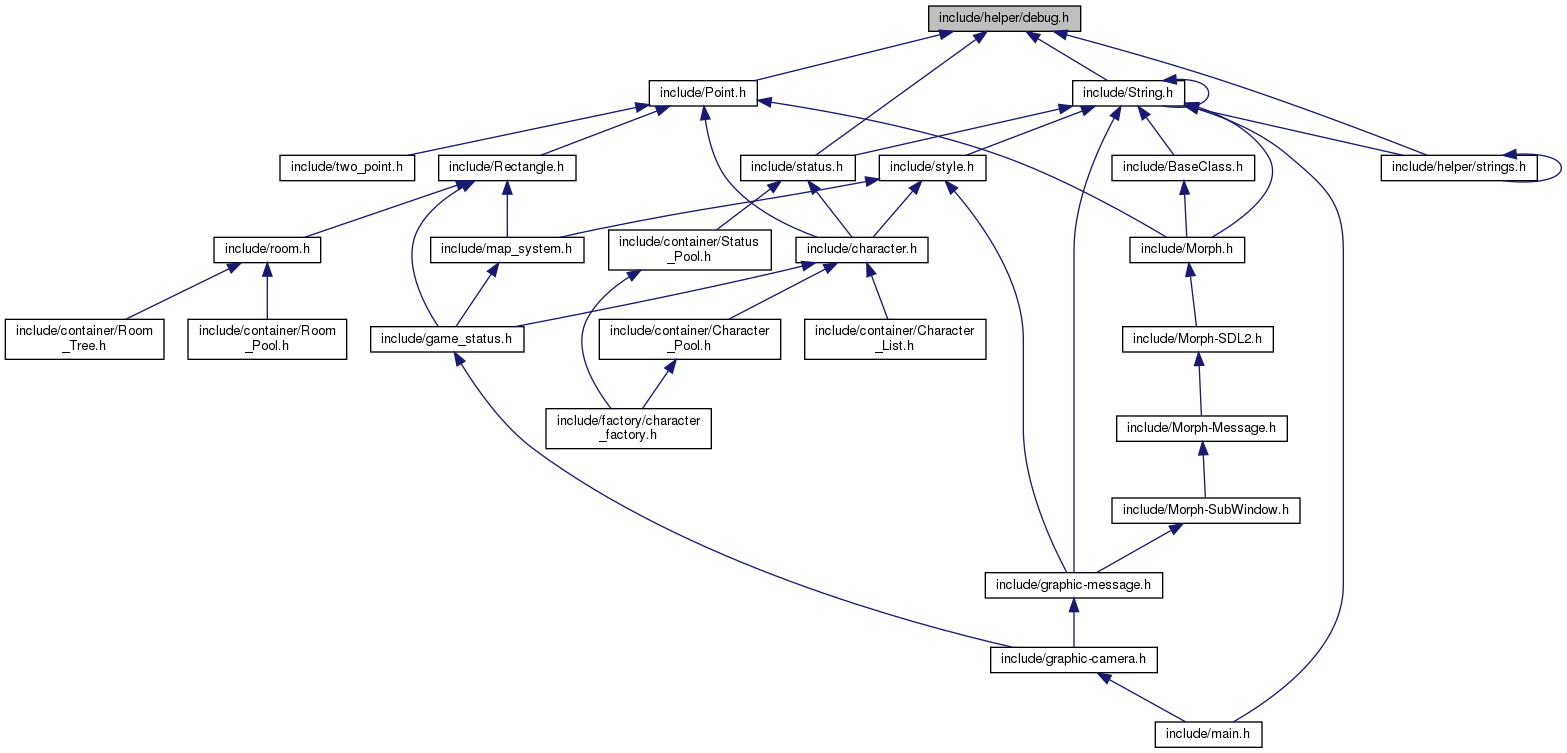 include/helper/debug.h
include/Point.h
include/String.h
include/two_point.h
include/Rectangle.h
include/status.h
include/style.h
include/BaseClass.h
include/helper/strings.h
include/room.h
include/map_system.h
include/container/Status
_Pool.h
include/character.h
include/Morph.h
include/container/Room
_Tree.h
include/container/Room
_Pool.h
include/game_status.h
include/container/Character
_Pool.h
include/container/Character
_List.h
include/Morph-SDL2.h
include/factory/character
_factory.h
include/Morph-Message.h
include/Morph-SubWindow.h
include/graphic-message.h
include/graphic-camera.h
include/main.h